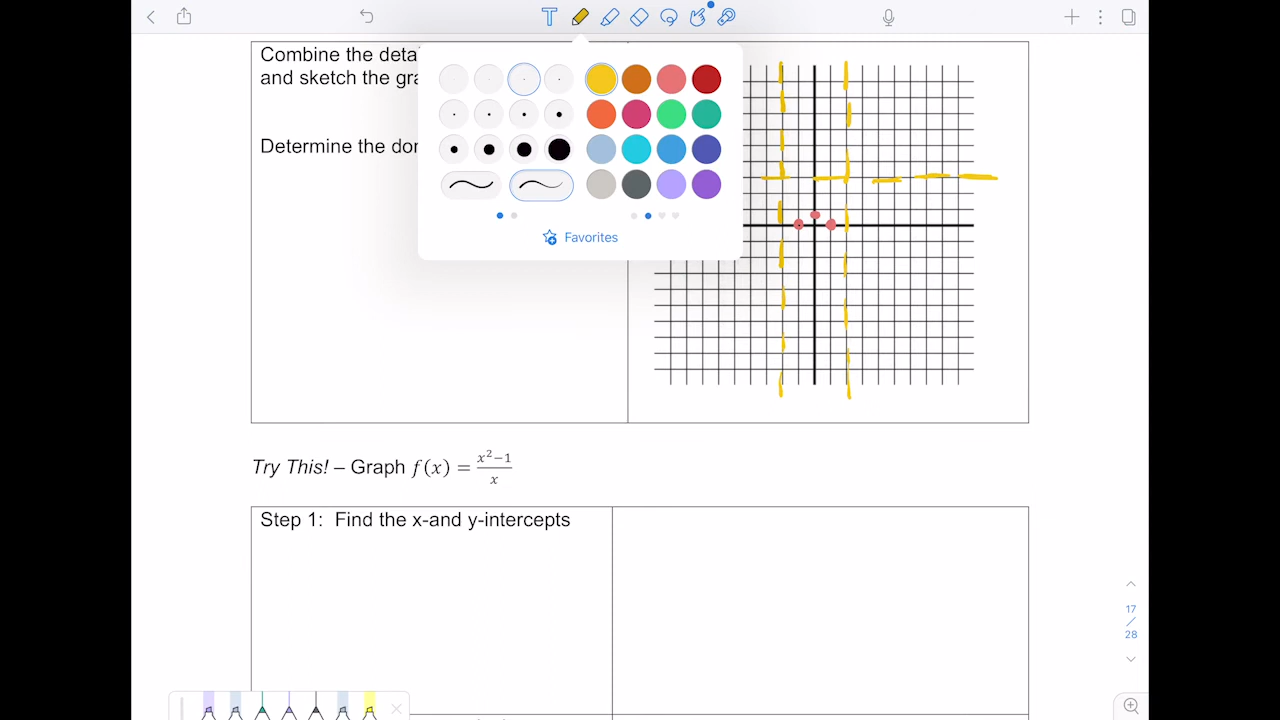 Combine the deta
and sketch the gra
Determine the do
Favorites
Try This! – Graph f(x) = x²−1/x
Step 1: Find the x-and y-intercepts
17
/
28